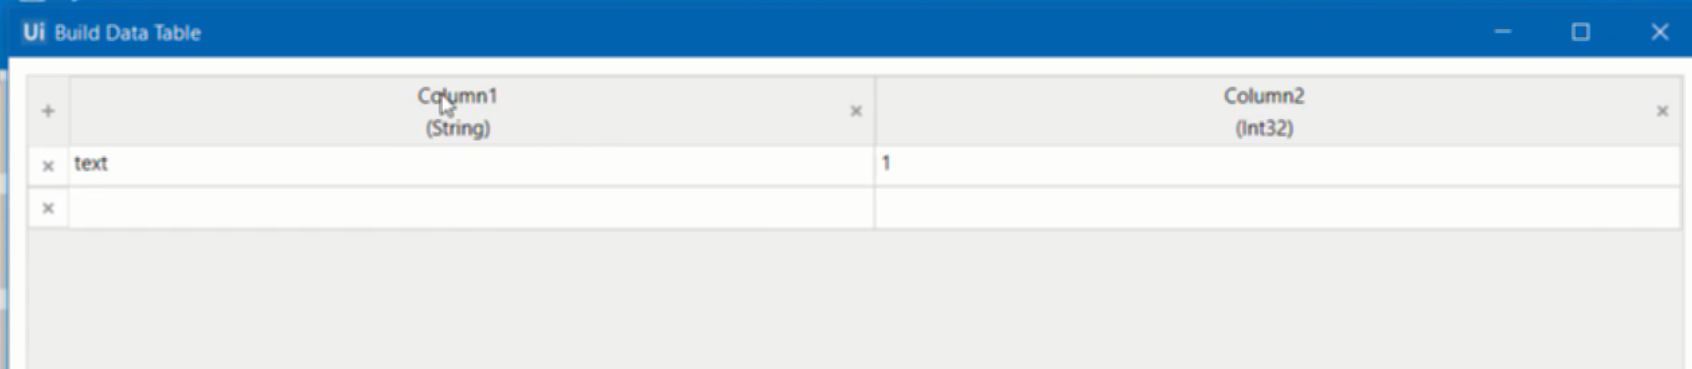 Ui Build Data Table
Column1 Column2
(String) (Int32)
text 1